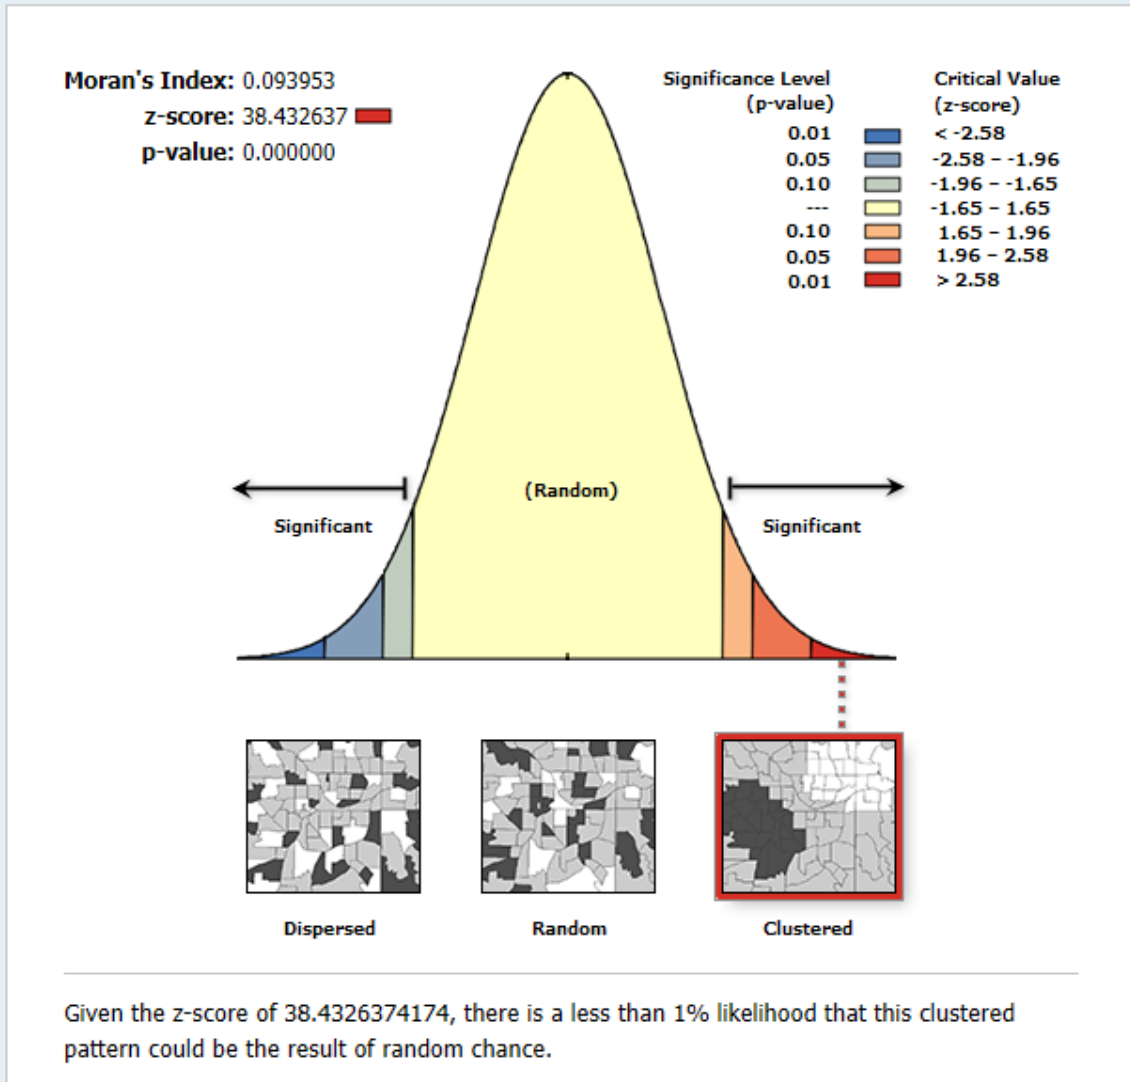 Moran's Index: 0.093953
z-score: 38.432637
p-value: 0.000000
Significance Level
(p-value)
Critical Value
(z-score)
0.01 < -2.58
0.05 -2.58 – -1.96
0.10 -1.96 – -1.65
--- -1.65 – 1.65
0.10 1.65 – 1.96
0.05 1.96 – 2.58
0.01 > 2.58
(Random)
Significant
Significant
Dispersed
Random
Clustered
Given the z-score of 38.4326374174, there is a less than 1% likelihood that this clustered
pattern could be the result of random chance.